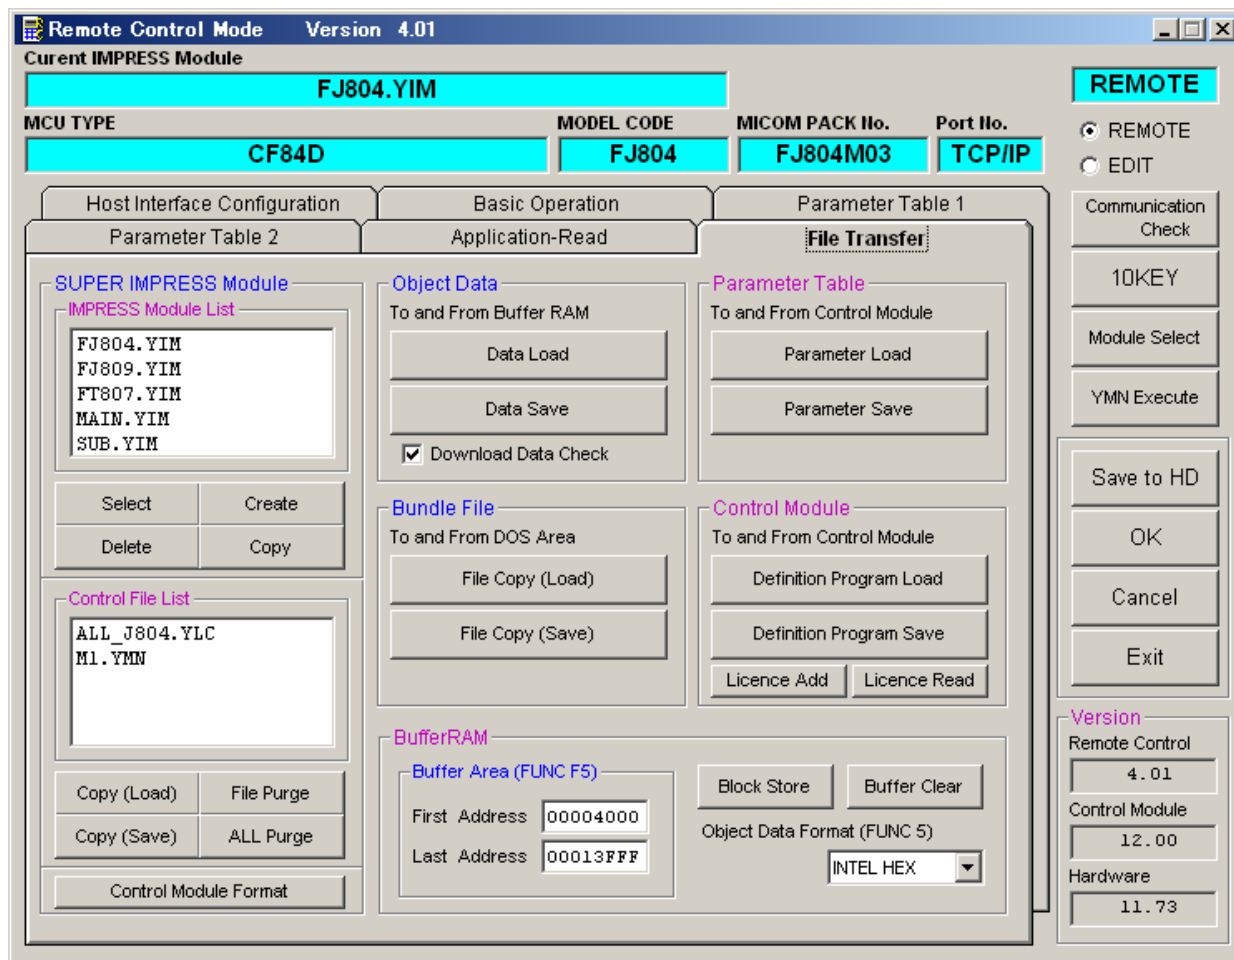 Remote Control Mode Version 4.01
Curent IMPRESS Module
FJ804.YIM
REMOTE
MCU TYPE MODEL CODE MICOM PACK No. Port No.
CF84D FJ804 FJ804M03 TCP/IP
REMOTE
EDIT
Host Interface Configuration Basic Operation Parameter Table 1
Parameter Table 2 Application-Read File Transfer
SUPER IMPRESS Module
IMPRESS Module List
FJ804.YIM
FJ809.YIM
FT807.YIM
MAIN.YIM
SUB.YIM
Select Create
Delete Copy
Control File List
ALL_J804.YLC
M1.YMN
Copy (Load) File Purge
Copy (Save) ALL Purge
Control Module Format
Object Data
To and From Buffer RAM
Data Load
Data Save
Download Data Check
Parameter Table
To and From Control Module
Parameter Load
Parameter Save
Bundle File
To and From DOS Area
File Copy (Load)
File Copy (Save)
Control Module
To and From Control Module
Definition Program Load
Definition Program Save
Licence Add Licence Read
BufferRAM
Buffer Area (FUNC F5)
First Address 00004000
Last Address 00013FFF
Block Store Buffer Clear
Object Data Format (FUNC 5)
INTEL HEX
Communication
Check
10KEY
Module Select
YMN Execute
Save to HD
OK
Cancel
Exit
Version
Remote Control
4.01
Control Module
12.00
Hardware
11.73